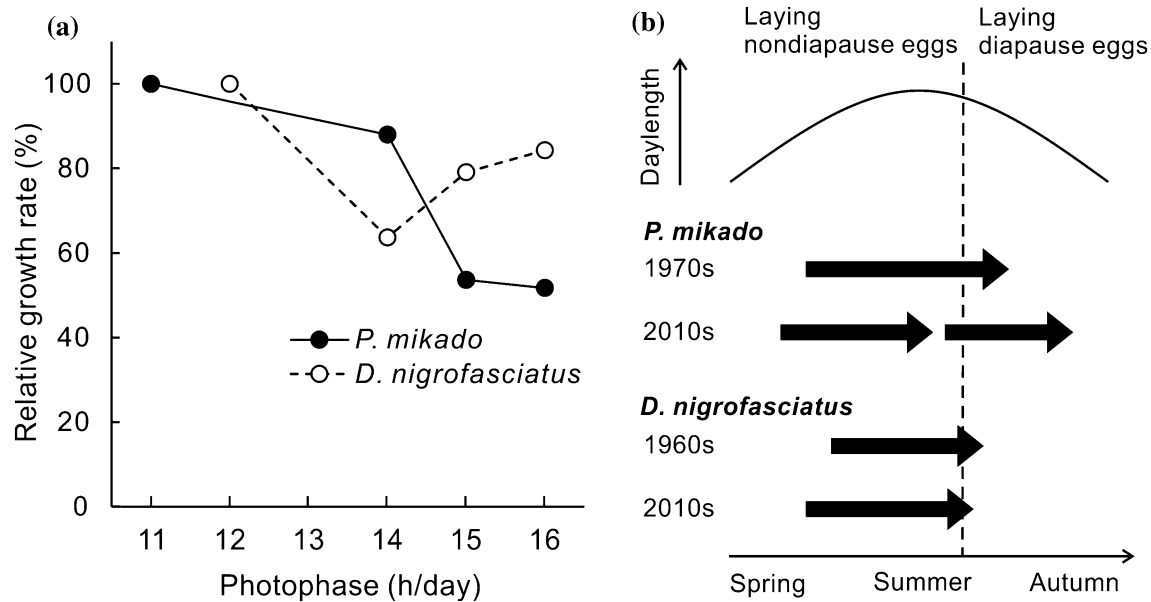 (a)
Relative growth rate (%)
100
80
60
40
20
0
11 12 13 14 15 16
Photophase (h/day)
P. mikado
D. nigrofasciatus
(b)
Laying
nondiapause eggs
Laying
diapause eggs
Daylength
P. mikado
1970s
2010s
D. nigrofasciatus
1960s
2010s
Spring Summer Autumn